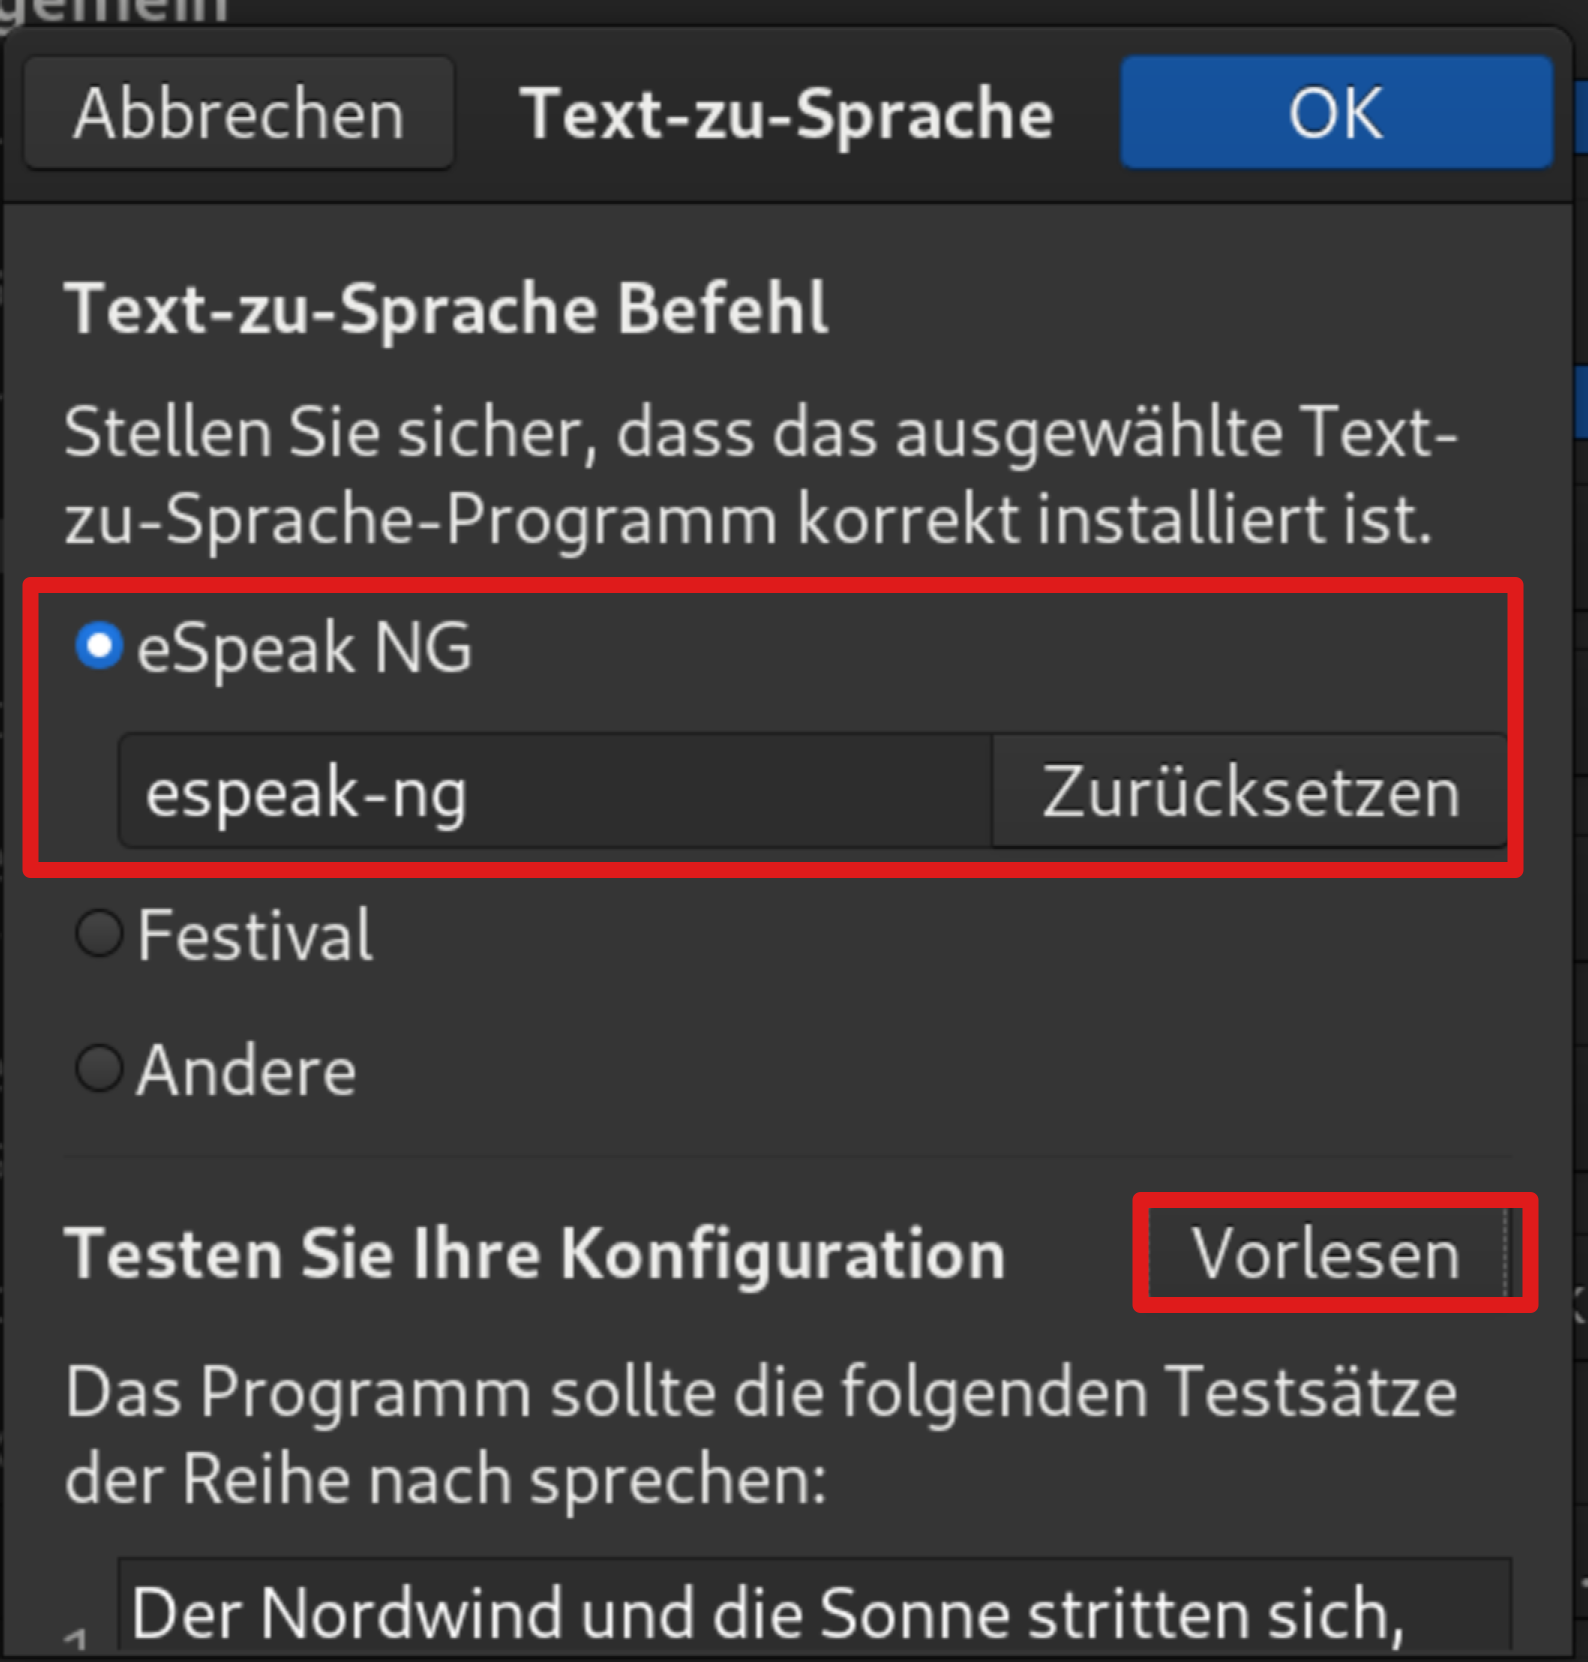 gemein
Abbrechen
Text-zu-Sprache
OK
Text-zu-Sprache Befehl
Stellen Sie sicher, dass das ausgewählte Text-
zu-Sprache-Programm korrekt installiert ist.
eSpeak NG
espeak-ng
Zurücksetzen
Festival
Andere
Testen Sie Ihre Konfiguration
Vorlesen
Das Programm sollte die folgenden Testsätze
der Reihe nach sprechen:
1 Der Nordwind und die Sonne stritten sich,